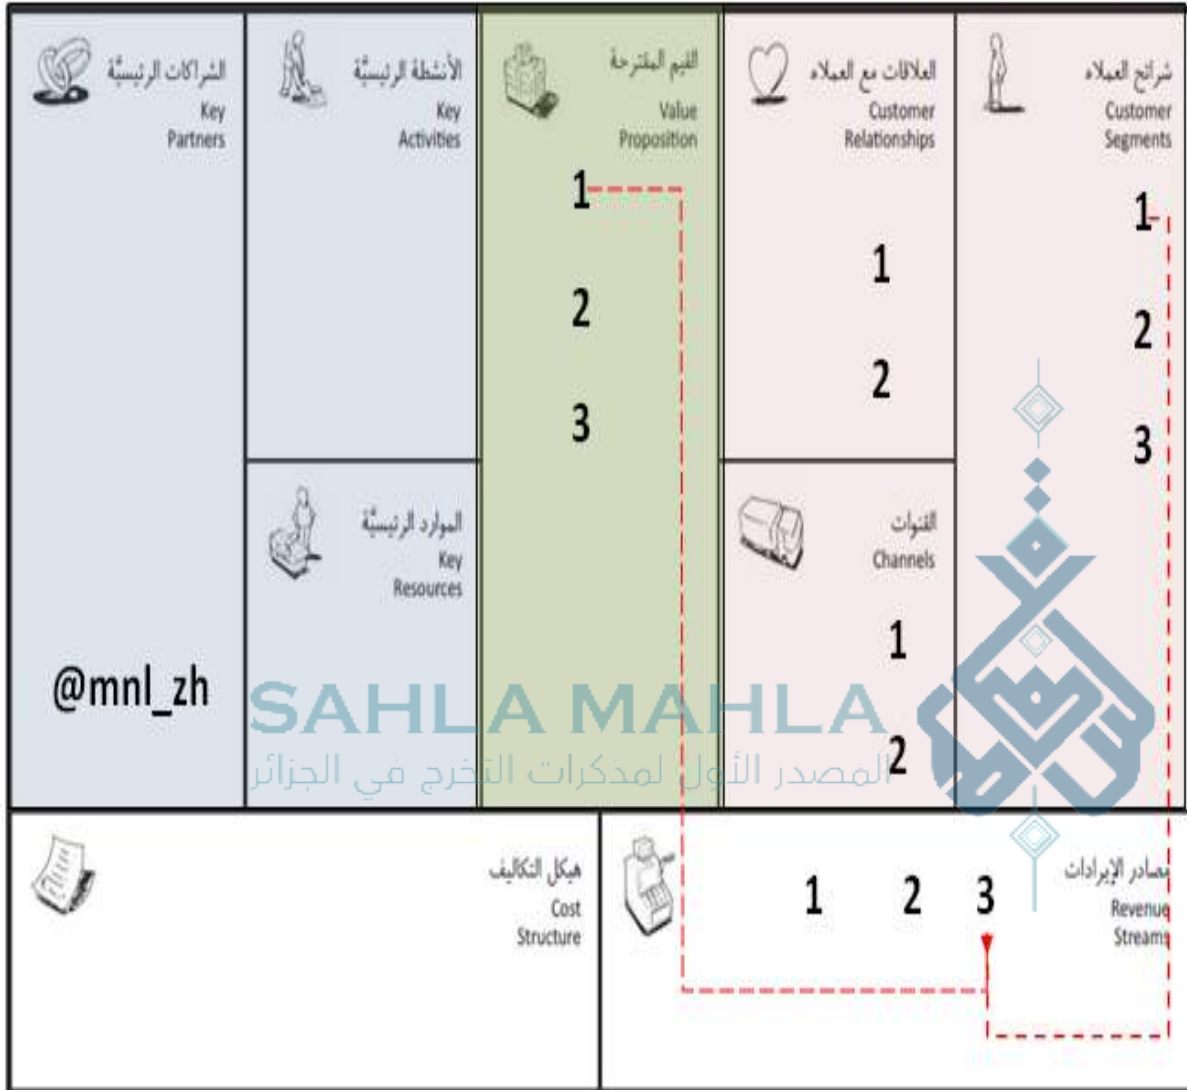 شرائح العملاء
Customer
Segments
1
2
3
العلاقات مع العملاء
Customer
Relationships
1
2
القنوات
Channels
1
2
القيم المقترحة
Value
Proposition
1
2
3
الأنشطة الرئيسيَّة
Key
Activities
الموارد الرئيسيَّة
Key
Resources
الشراكات الرئيسيَّة
Key
Partners
@mnl_zh
SAHLA MAHLA
المصدر الأول لمذكرات التخرج في الجزائر
مصادر الإيرادات
Revenue
Streams
1 2 3
هيكل التكاليف
Cost
Structure